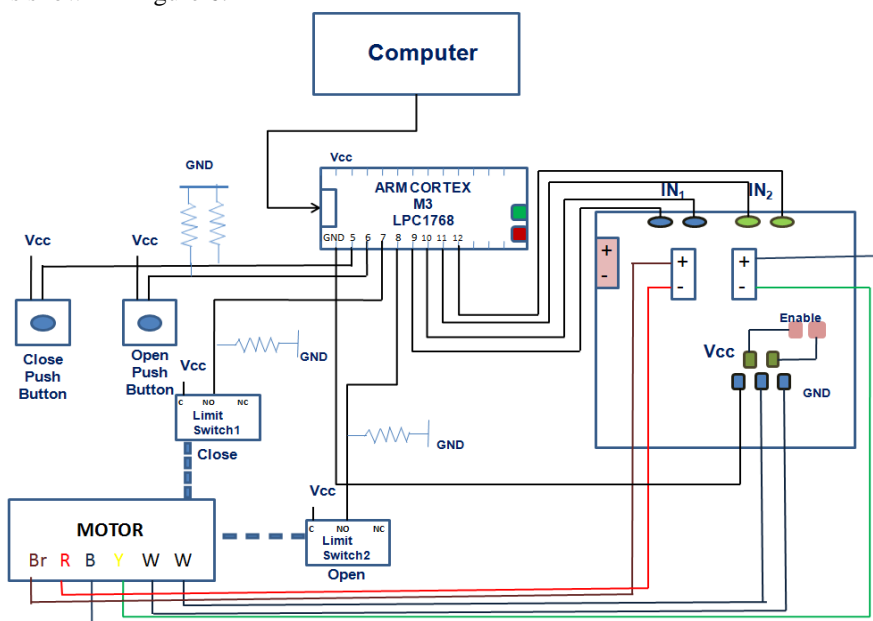 Computer
Vcc
ARM CORTEX
M3
LPC1768
GND 5 6 7 8 9 10 11 12
GND
Vcc
Vcc
Close
Push
Button
Open
Push
Button
GND
Vcc
C NO NC
Limit
Switch1
Close
GND
Vcc
C NO NC
Limit
Switch2
Open
MOTOR
Br R B Y W W
IN1 IN2
+
-
+
-
+
-
Enable
Vcc
GND